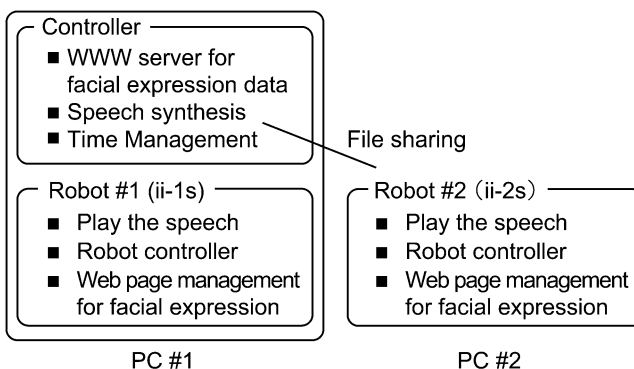 Controller
■ WWW server for
facial expression data
■ Speech synthesis
■ Time Management
File sharing
Robot #1 (ii-1s)
■ Play the speech
■ Robot controller
■ Web page management
for facial expression
Robot #2（ii-2s）
■ Play the speech
■ Robot controller
■ Web page management
for facial expression
PC #1
PC #2